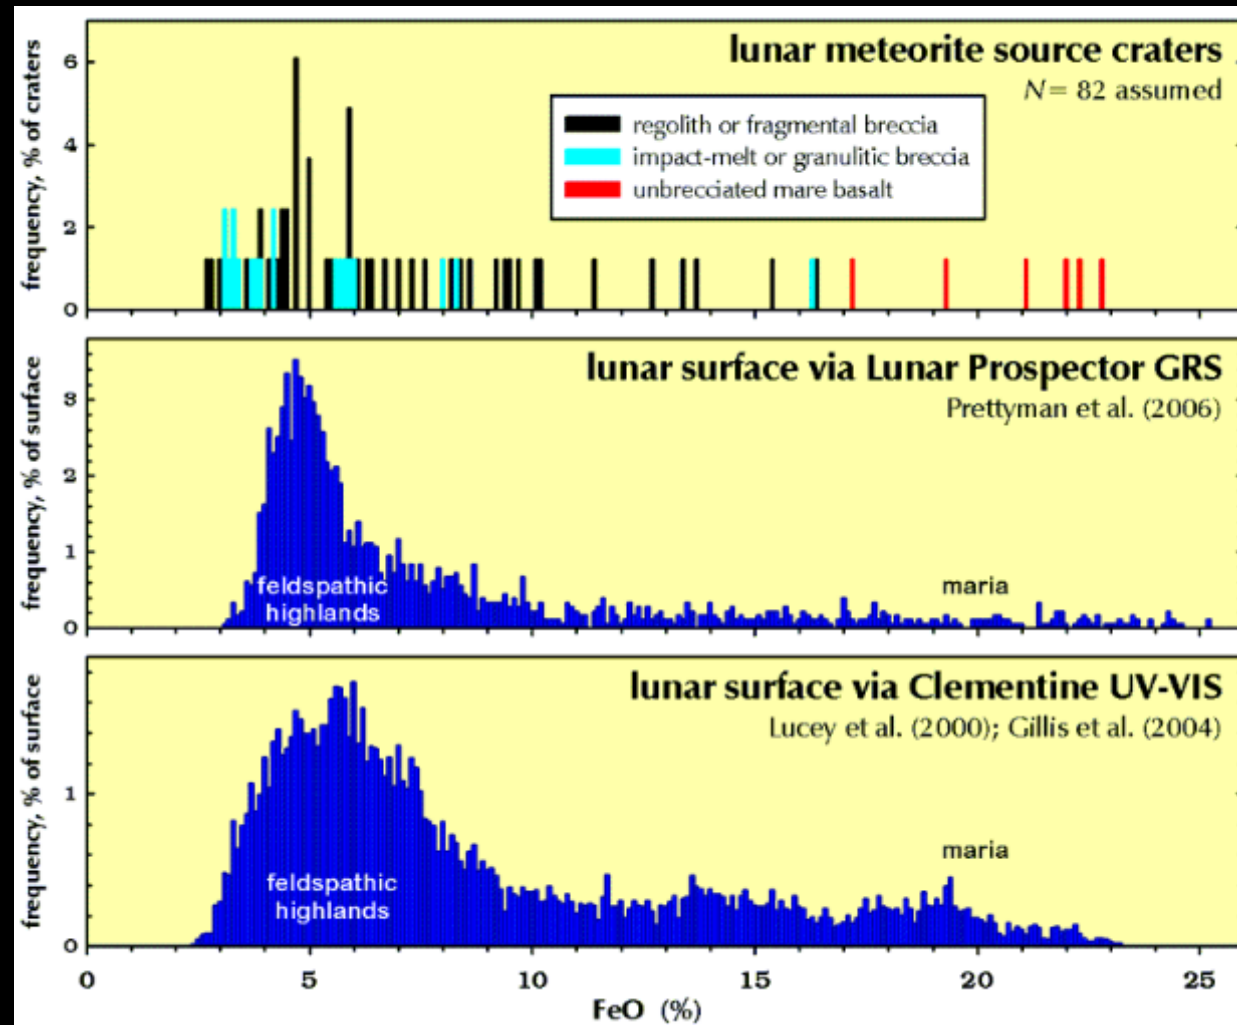 lunar meteorite source craters
N= 82 assumed
regolith or fragmental breccia
impact-melt or granulitic breccia
unbrecciated mare basalt
frequency, % of craters
6
4
2
0
lunar surface via Lunar Prospector GRS
Prettyman et al. (2006)
frequency, % of surface
3
2
1
0
feldspathic
highlands
maria
lunar surface via Clementine UV-VIS
Lucey et al. (2000); Gillis et al. (2004)
frequency, % of surface
1
0
feldspathic
highlands
maria
0 5 10 15 20 25
FeO (%)